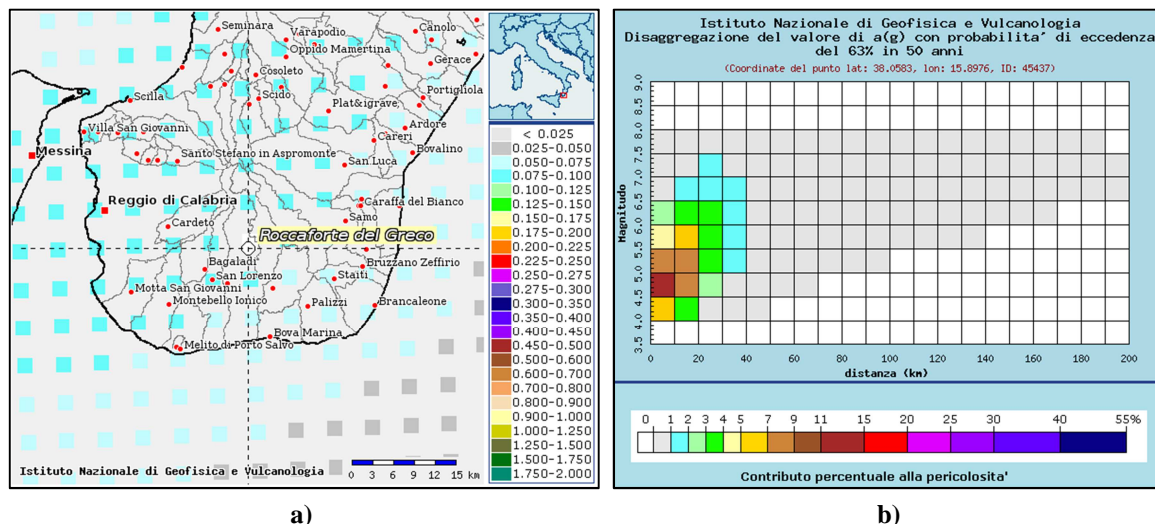 Seminara
Varapodio
Canolo
Oppido Mamertina
Gerace
Cosoleto
Scilla
Scido
Portigliola
Plat&igrave,
Villa San Giovanni
Ardore
Careri
Messina
Bovalino
Santo Stefano in Aspromonte
San Luca
Reggio di Calabria
Caraffa del Bianco
Samo
Cardeto
Roccaforte del Greco
Bagaladi
Bruzzano Zeffirio
San Lorenzo
Staiti
Motta San Giovanni
Montebello Ionico
Palizzi
Brancaleone
Bova Marina
Melito di Porto Salvo
Istituto Nazionale di Geofisica e Vulcanologia
0 5 10 15
km
< 0.025
0.025-0.050
0.050-0.075
0.075-0.100
0.100-0.125
0.125-0.150
0.150-0.175
0.175-0.200
0.200-0.225
0.225-0.250
0.250-0.275
0.275-0.300
0.300-0.350
0.350-0.400
0.400-0.450
0.450-0.500
0.500-0.600
0.600-0.700
0.700-0.800
0.800-0.900
0.900-1.000
1.000-1.250
1.250-1.500
1.500-1.750
1.750-2.000
a)
Istituto Nazionale di Geofisica e Vulcanologia
Disaggregazione del valore di a(g) con probabilita' di eccedenza
del 63% in 50 anni
(Coordinate del punto lat: 38.0583, lon: 15.8976, ID: 45437)
Magnitudo
9.0
8.5
8.0
7.5
7.0
6.5
6.0
5.5
5.0
4.5
4.0
3.5
0 20 40 60 80 100 120 140 160 180 200
distanza (km)
0 1 2 3 4 5 7 9 11 15 20 25 30 40 55%
Contributo percentuale alla pericolosita'
b)